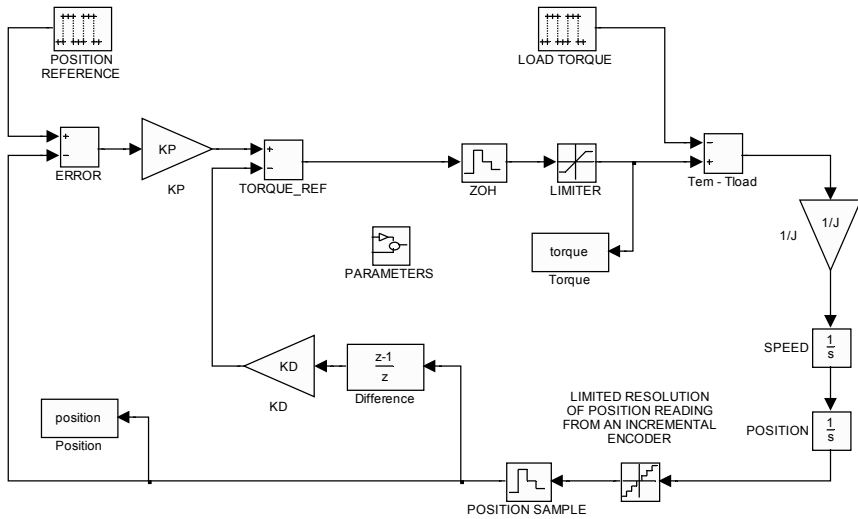 POSITION
REFERENCE
LOAD TORQUE
+
−
ERROR
KP
KP
+
−
TORQUE_REF
ZOH
LIMITER
−
+
Tem - Tload
1/J
1/J
torque
Torque
PARAMETERS
KD
KD
z-1
z
Difference
SPEED
1
s
POSITION
1
s
LIMITED RESOLUTION
OF POSITION READING
FROM AN INCREMENTAL
ENCODER
position
Position
POSITION SAMPLE